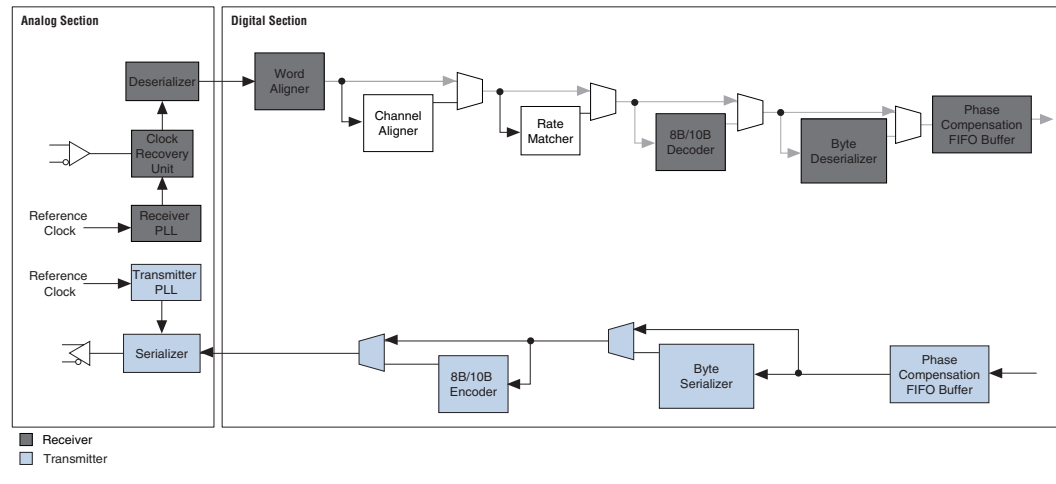 Analog Section
Digital Section
Deserializer
Word
Aligner
Channel
Aligner
Rate
Matcher
8B/10B
Decoder
Byte
Deserializer
Phase
Compensation
FIFO Buffer
Clock
Recovery
Unit
Reference
Clock
Receiver
PLL
Reference
Clock
Transmitter
PLL
Serializer
8B/10B
Encoder
Byte
Serializer
Phase
Compensation
FIFO Buffer
Receiver
Transmitter